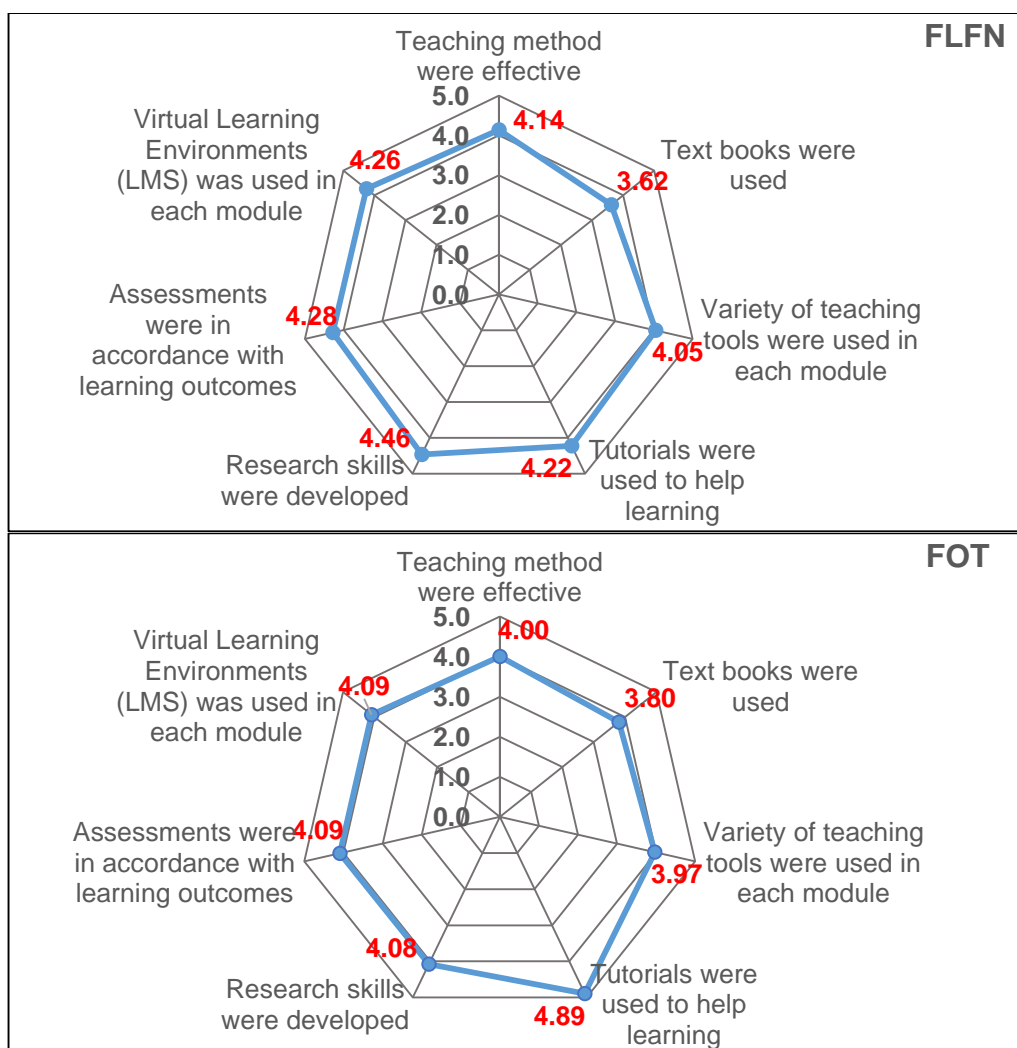 FLFN
Teaching method
were effective
5.0
4.14
Virtual Learning
Environments
(LMS) was used in
each module
4.26
4.0
Text books were
used
3.62
3.0
2.0
1.0
0.0
Assessments
were in
accordance with
learning outcomes
4.28
Variety of teaching
tools were used in
each module
4.05
4.46
Research skills
were developed
4.22
Tutorials were
used to help
learning
FOT
Teaching method
were effective
5.0
4.00
Virtual Learning
Environments
(LMS) was used in
each module
4.09
4.0
Text books were
used
3.80
3.0
2.0
1.0
0.0
Assessments were
in accordance with
learning outcomes
4.09
Variety of teaching
tools were used in
each module
3.97
4.08
Research skills
were developed
4.89
Tutorials were
used to help
learning